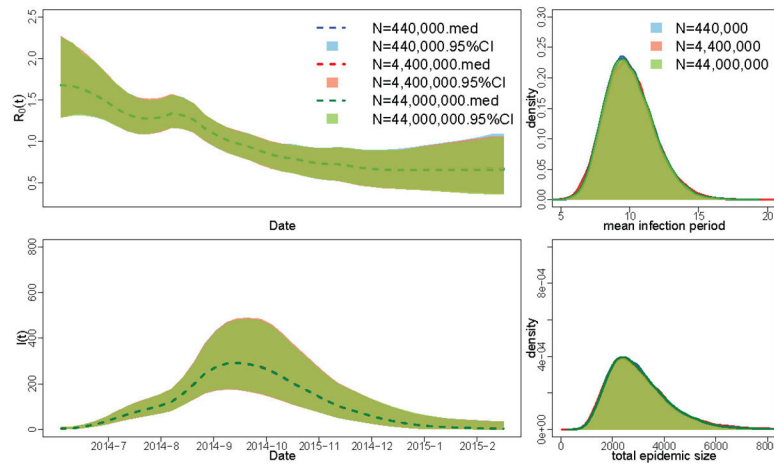 R₀(t)
2.5
2.0
1.5
1.0
0.5
N=440,000.med
N=440,000.95%CI
N=4,400,000.med
N=4,400,000.95%CI
N=44,000,000.med
N=44,000,000.95%CI
Date
density
0.30
0.25
0.20
0.15
0.10
0.05
0.00
N=440,000
N=4,400,000
N=44,000,000
5 10 15 20
mean infection period
I(t)
800
600
400
200
0
2014-7 2014-8 2014-9 2014-10 2014-11 2014-12 2015-1 2015-2
Date
density
8e-04
4e-04
0e+00
0 2000 4000 6000 8000
total epidemic size